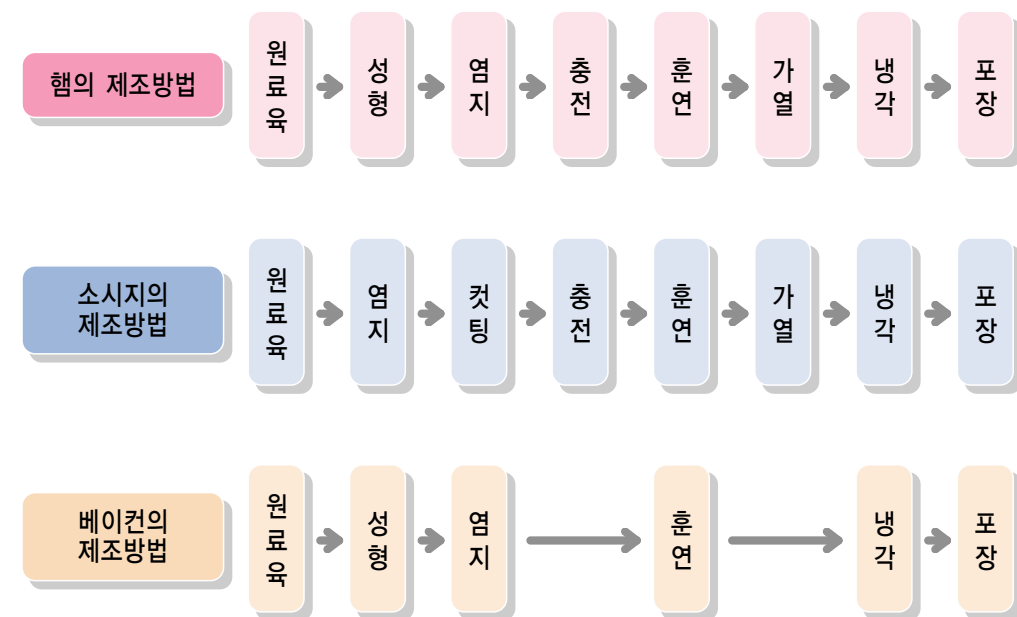 햄의 제조방법
원료육
성형
염지
충전
훈연
가열
냉각
포장
소시지의
제조방법
원료육
염지
컷팅
충전
훈연
가열
냉각
포장
베이컨의
제조방법
원료육
성형
염지
훈연
냉각
포장